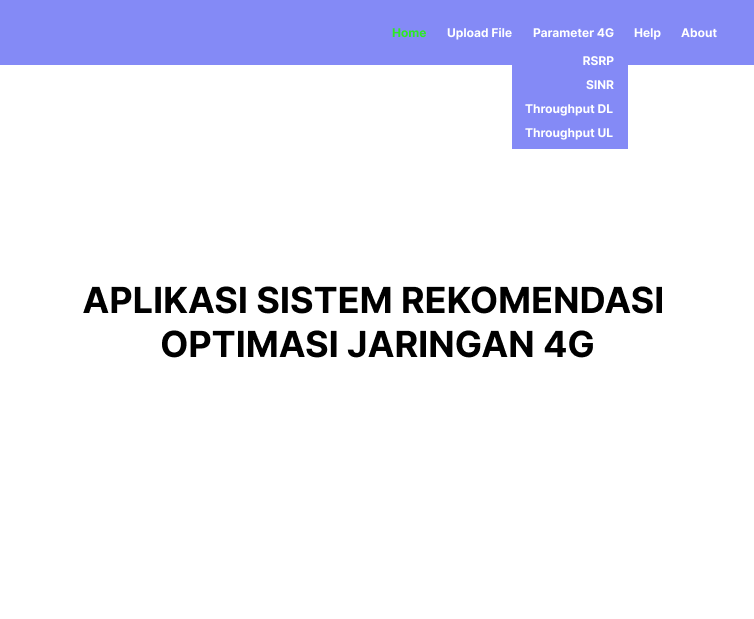 Home Upload File Parameter 4G Help About
RSRP
SINR
Throughput DL
Throughput UL
APLIKASI SISTEM REKOMENDASI
OPTIMASI JARINGAN 4G